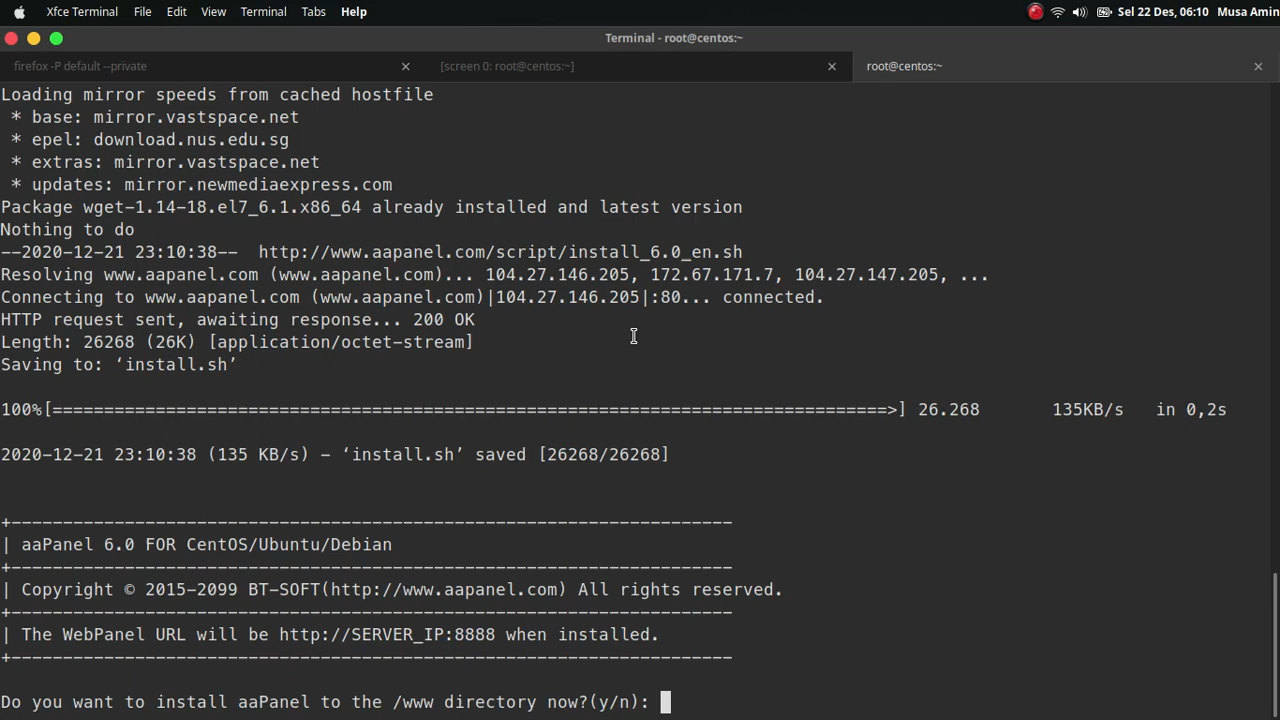 Xfce Terminal File Edit View Terminal Tabs Help Sel 22 Des, 06:10 Musa Amin
Terminal - root@centos:~
firefox -P default --private [screen 0: root@centos:~] root@centos:~
Loading mirror speeds from cached hostfile
* base: mirror.vastspace.net
* epel: download.nus.edu.sg
* extras: mirror.vastspace.net
* updates: mirror.newmediaexpress.com
Package wget-1.14-18.el7_6.1.x86_64 already installed and latest version
Nothing to do
--2020-12-21 23:10:38-- http://www.aapanel.com/script/install_6.0_en.sh
Resolving www.aapanel.com (www.aapanel.com)... 104.27.146.205, 172.67.171.7, 104.27.147.205, ...
Connecting to www.aapanel.com (www.aapanel.com)|104.27.146.205|:80... connected.
HTTP request sent, awaiting response... 200 OK
Length: 26268 (26K) [application/octet-stream]
Saving to: ‘install.sh’
100%[=================================================================================>] 26.268 135KB/s in 0,2s
2020-12-21 23:10:38 (135 KB/s) - ‘install.sh’ saved [26268/26268]
+----------------------------------------------------------------------
| aaPanel 6.0 FOR CentOS/Ubuntu/Debian
+----------------------------------------------------------------------
| Copyright © 2015-2099 BT-SOFT(http://www.aapanel.com) All rights reserved.
+----------------------------------------------------------------------
| The WebPanel URL will be http://SERVER_IP:8888 when installed.
+----------------------------------------------------------------------
Do you want to install aaPanel to the /www directory now?(y/n):